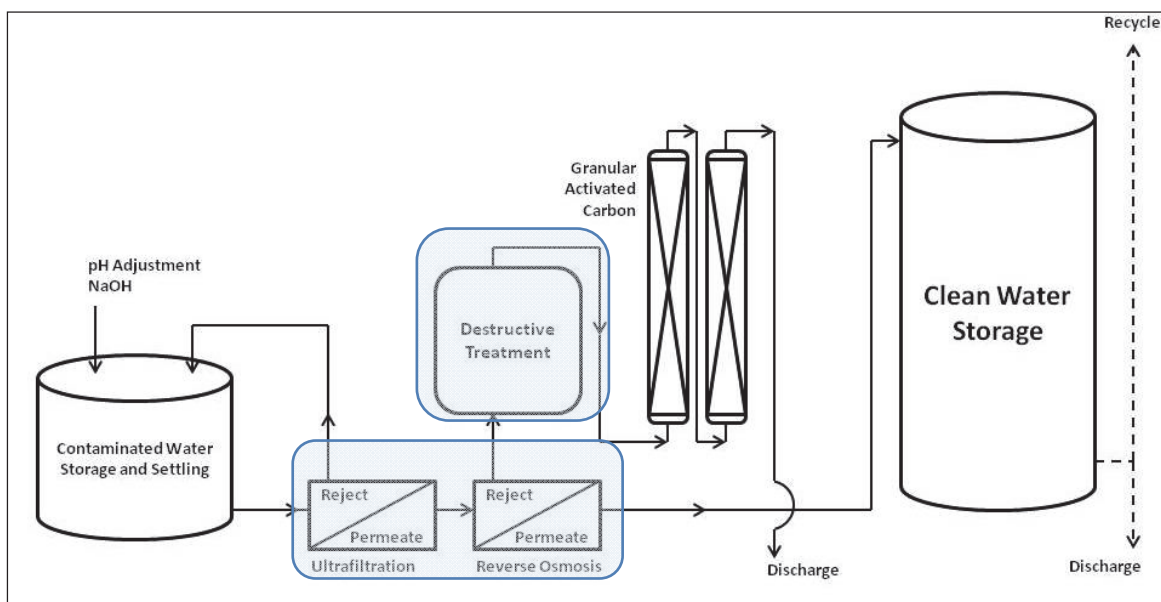 Recycle
Granular
Activated
Carbon
pH Adjustment
NaOH
Destructive
Treatment
Clean Water
Storage
Contaminated Water
Storage and Settling
Reject
Permeate
Ultrafiltration
Reject
Permeate
Reverse Osmosis
Discharge
Discharge